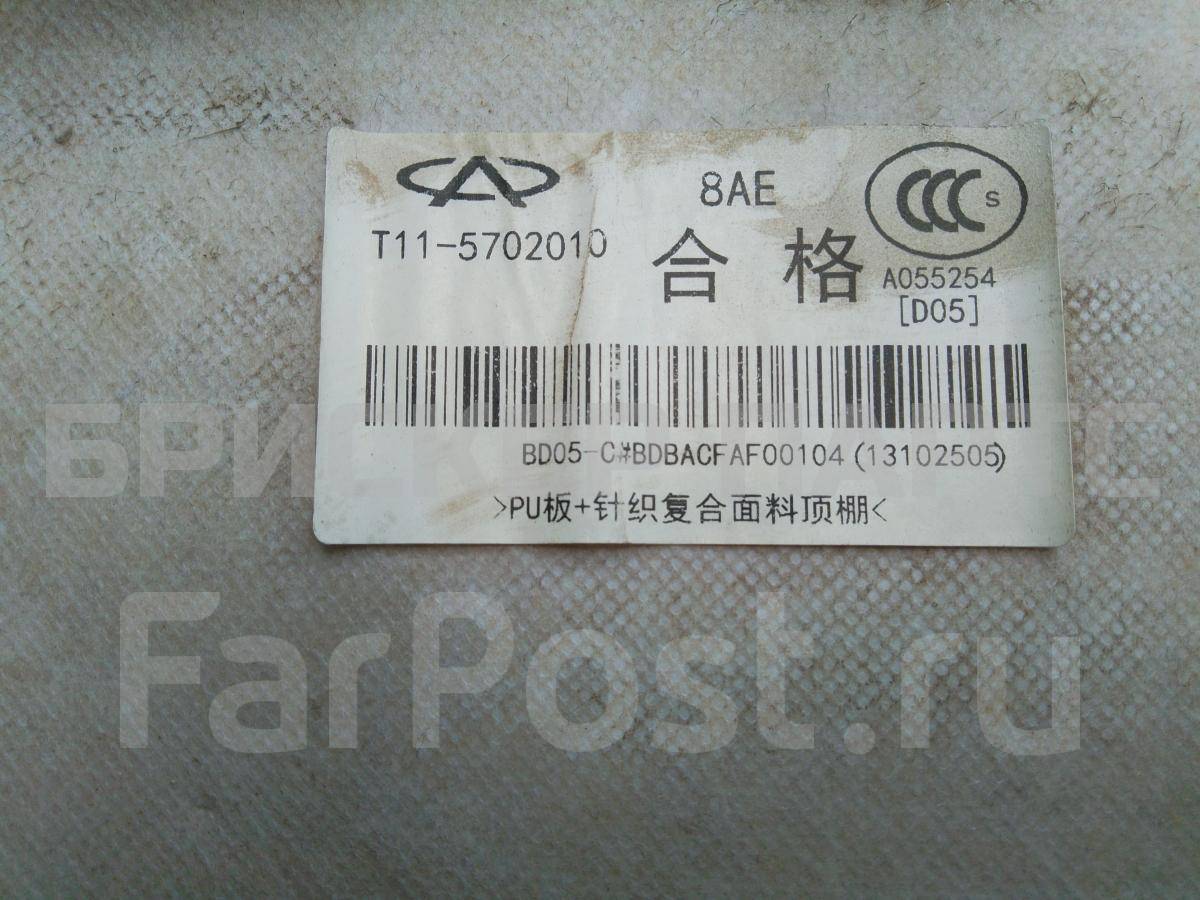 8AE
CCC S
T11-5702010
合格
A055254
[D05]
BD05-C#BDBACFAF00104(13102505)
>PU板+针织复合面料顶棚<
FarPost.ru